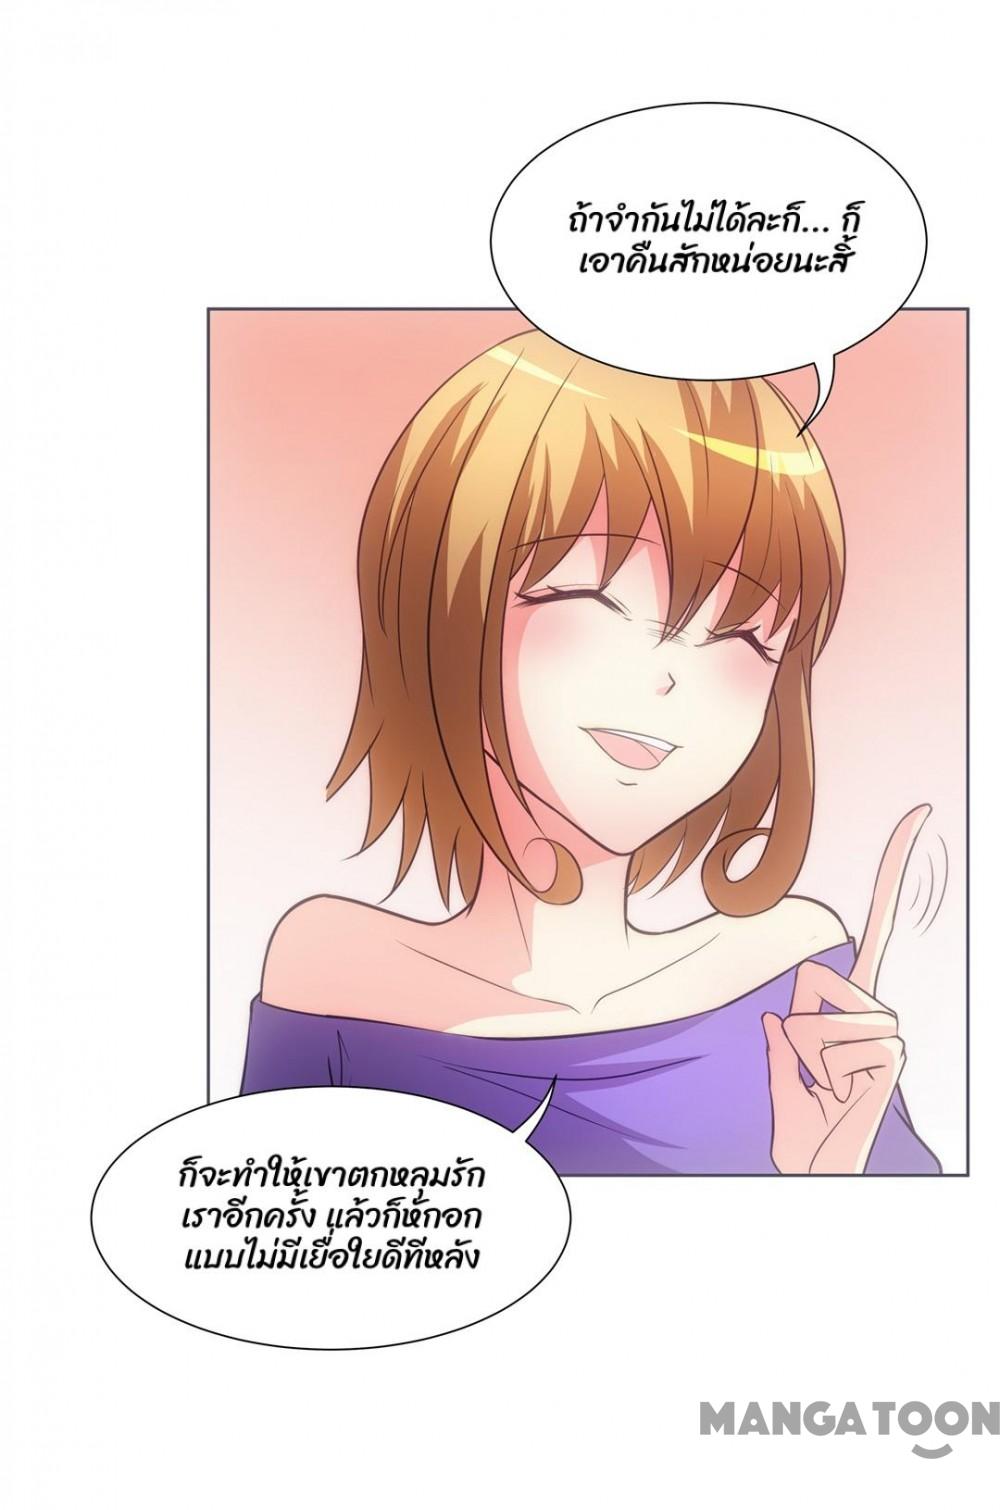 ถ้าจำกันไม่ได้ละก็... ก็
เอาคืนสักหน่อยนะสิ้
ก็จะทำให้เขาตกหลุมรัก
เราอีกครั้ง แล้วก็หักอก
แบบไม่มีเยื่อใยดีทีหลัง
MANGATOON